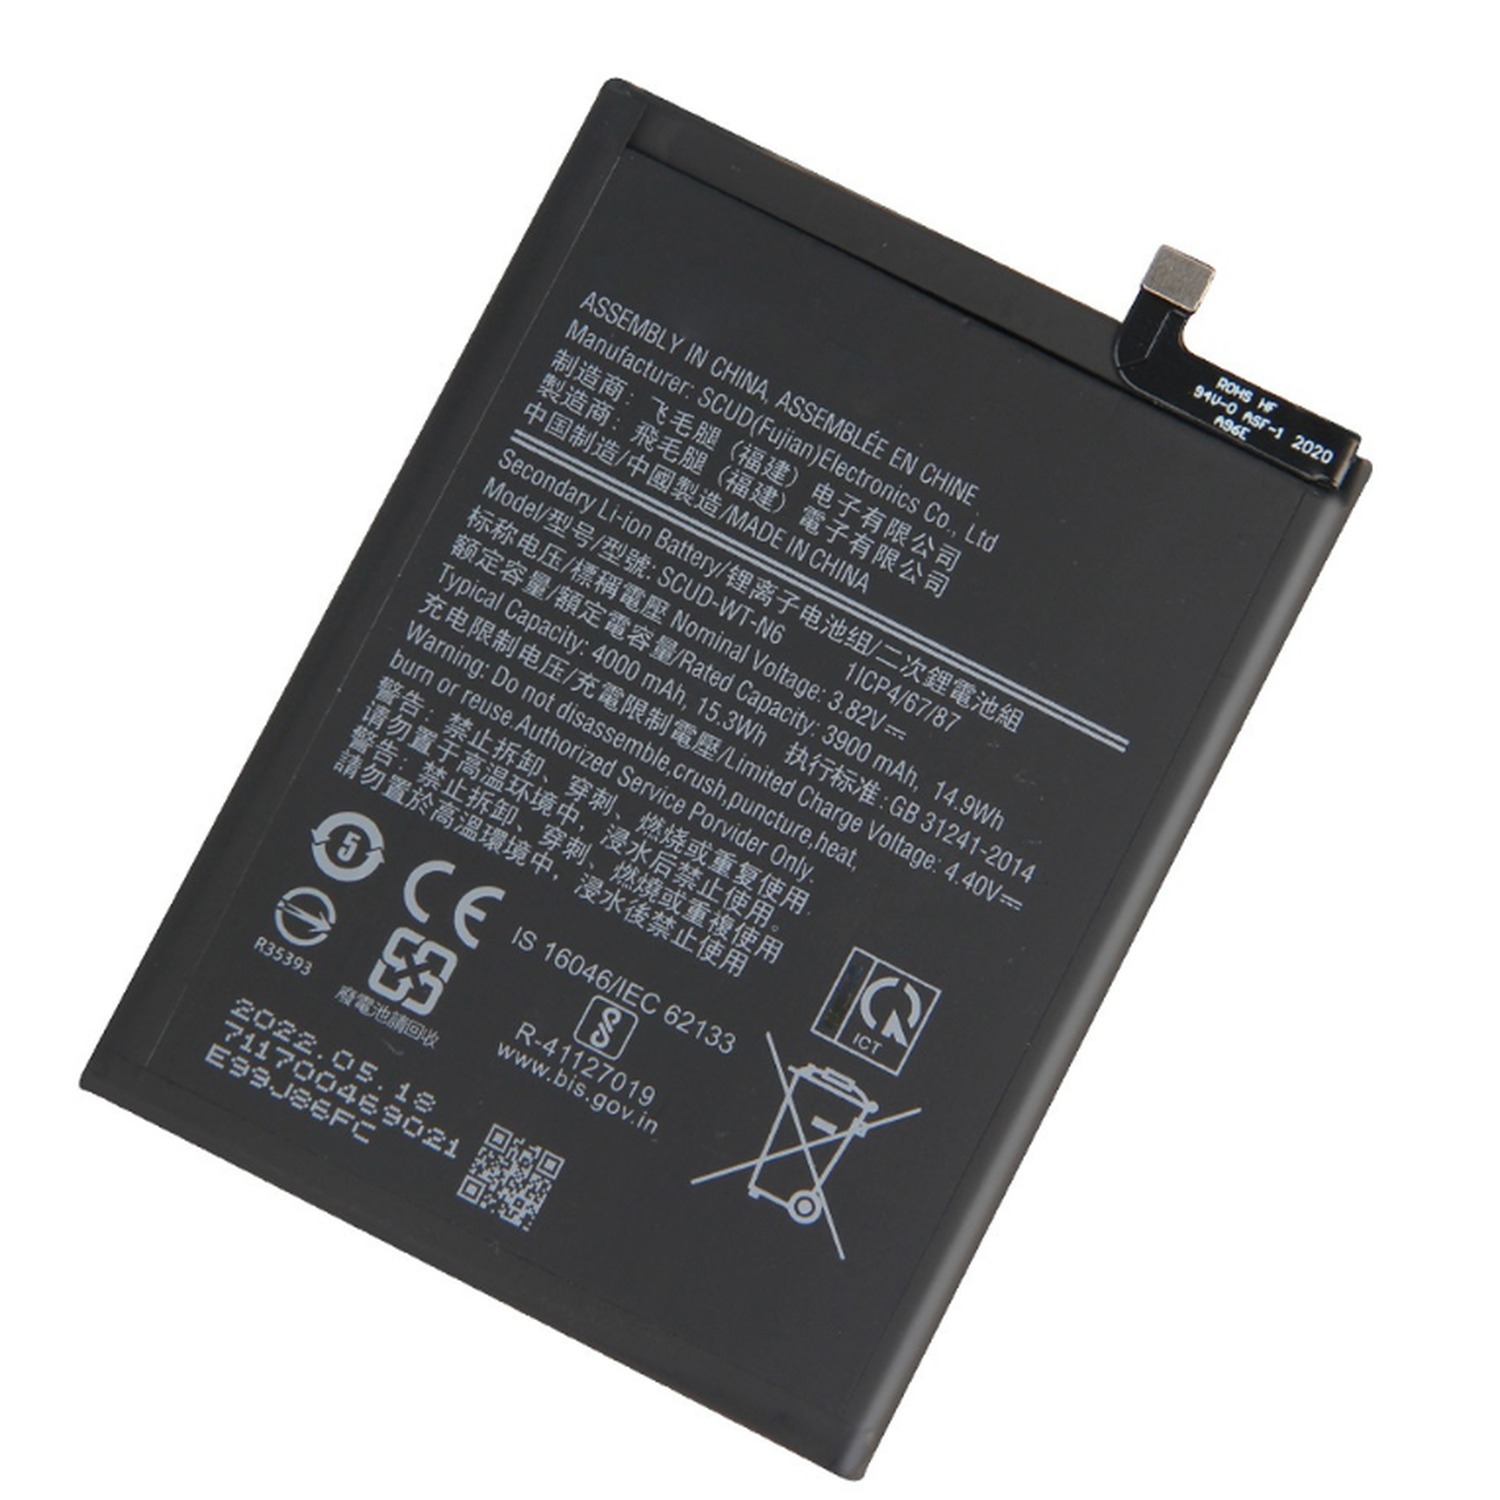 ASSEMBLY IN CHINA, ASSEMBLÉE EN CHINE
Manufacturer: SCUD(Fujian)Electronics Co., Ltd
制造商：飞毛腿（福建）电子有限公司
製造商：飛毛腿（福建）電子有限公司
中国制造/中國製造/MADE IN CHINA
Secondary Li-ion Battery/锂离子电池组/二次鋰電池組
Model/型号/型號: SCUD-WT-N6 1ICP4/67/87
标称电压/標稱電壓 Nominal Voltage: 3.82V⎓
额定容量/額定電容量/Rated Capacity: 3900 mAh, 14.9Wh
Typical Capacity: 4000 mAh, 15.3Wh 执行标准: GB 31241-2014
充电限制电压/充電限制電壓/Limited Charge Voltage: 4.40V⎓
Warning: Do not disassemble,crush,puncture,heat,
burn or reuse Authorized Service Porvider Only.
警告：禁止拆卸、穿刺、燃烧或重复使用，
请勿置于高温环境中，浸水后禁止使用。
警告：禁止拆卸、穿刺、燃燒或重複使用
請勿置於高溫環境中，浸水後禁止使用
5
CE
R35393
廢電池請回收
IS 16046/IEC 62133
R-41127019
www.bis.gov.in
ICT
2022.05.18
711700469021
E99J86FC
ROHS HF
94V-0 ASF-1 2020
A96E